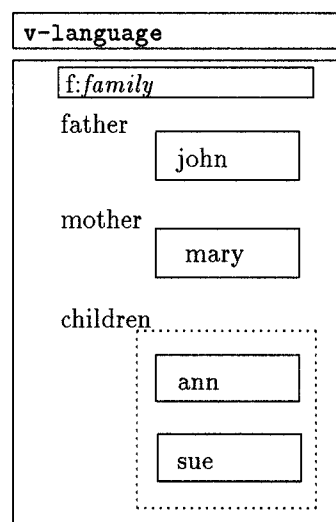 v-language
f:family
father
john
mother
mary
children
ann
sue